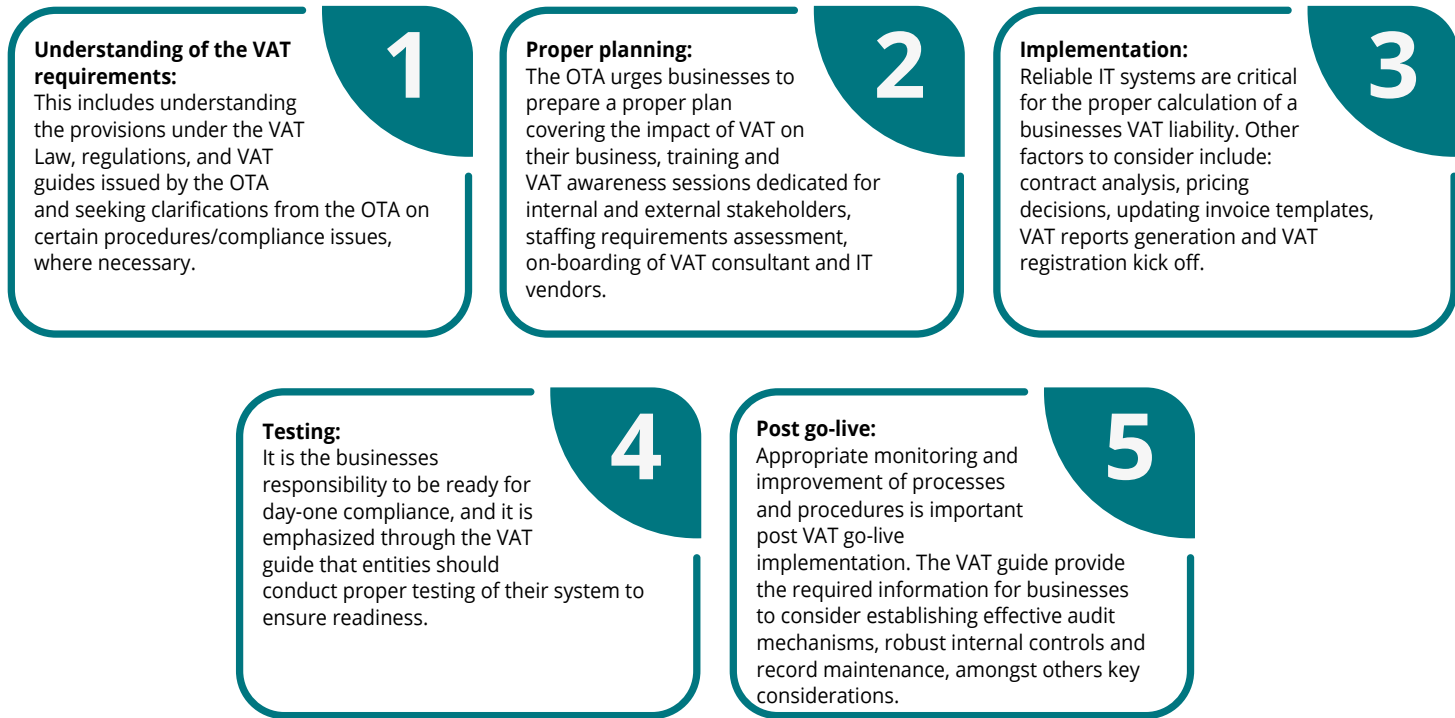 1
Understanding of the VAT
requirements:
This includes understanding
the provisions under the VAT
Law, regulations, and VAT
guides issued by the OTA
and seeking clarifications from the OTA on
certain procedures/compliance issues,
where necessary.
2
Proper planning:
The OTA urges businesses to
prepare a proper plan
covering the impact of VAT on
their business, training and
VAT awareness sessions dedicated for
internal and external stakeholders,
staffing requirements assessment,
on-boarding of VAT consultant and IT
vendors.
3
Implementation:
Reliable IT systems are critical
for the proper calculation of a
businesses VAT liability. Other
factors to consider include:
contract analysis, pricing
decisions, updating invoice templates,
VAT reports generation and VAT
registration kick off.
4
Testing:
It is the businesses
responsibility to be ready for
day-one compliance, and it is
emphasized through the VAT
guide that entities should
conduct proper testing of their system to
ensure readiness.
5
Post go-live:
Appropriate monitoring and
improvement of processes
and procedures is important
post VAT go-live
implementation. The VAT guide provide
the required information for businesses
to consider establishing effective audit
mechanisms, robust internal controls and
record maintenance, amongst others key
considerations.